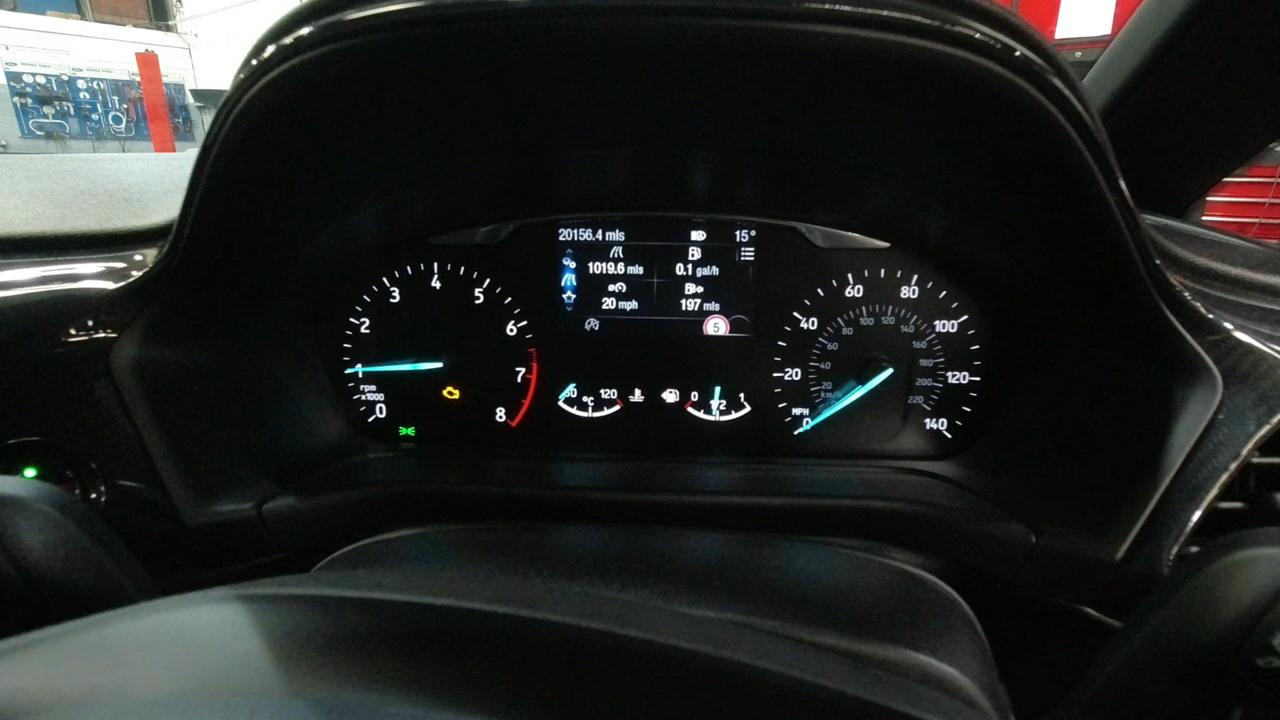 20156.4 mls 15°
1019.6 mls 0.1 gal/h
20 mph 197 mls
5
0 1 2 3 4 5 6 7 8
rpm
x1000
120
°C
0 1/2 1
0 20 40 60 80 100 120 140
MPH
20 40 60 80 100 120 140 160 180 200 220
km/h